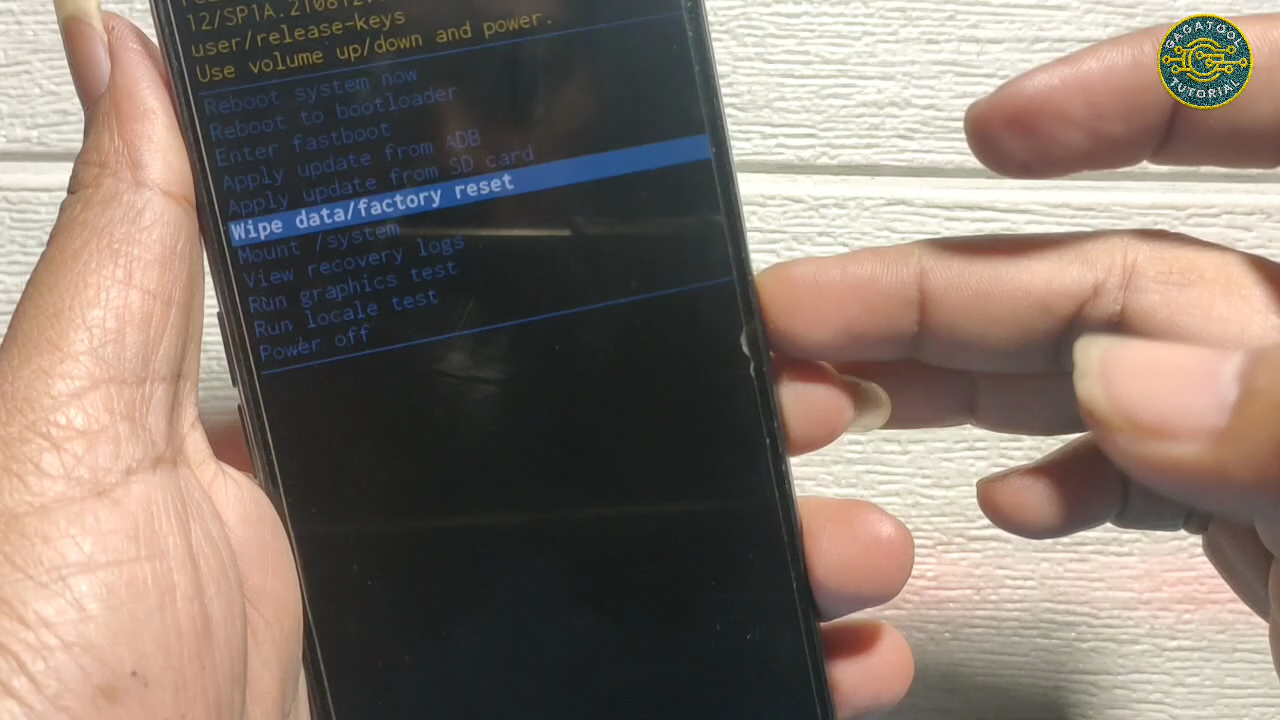 12/SP1A.210812.
user/release-keys
Use volume up/down and power.
Reboot system now
Reboot to bootloader
Enter fastboot
Apply update from ADB
Apply update from SD card
Wipe data/factory reset
Mount /system
View recovery logs
Run graphics test
Run locale test
Power off
GAGATOOL
TUTORIAL